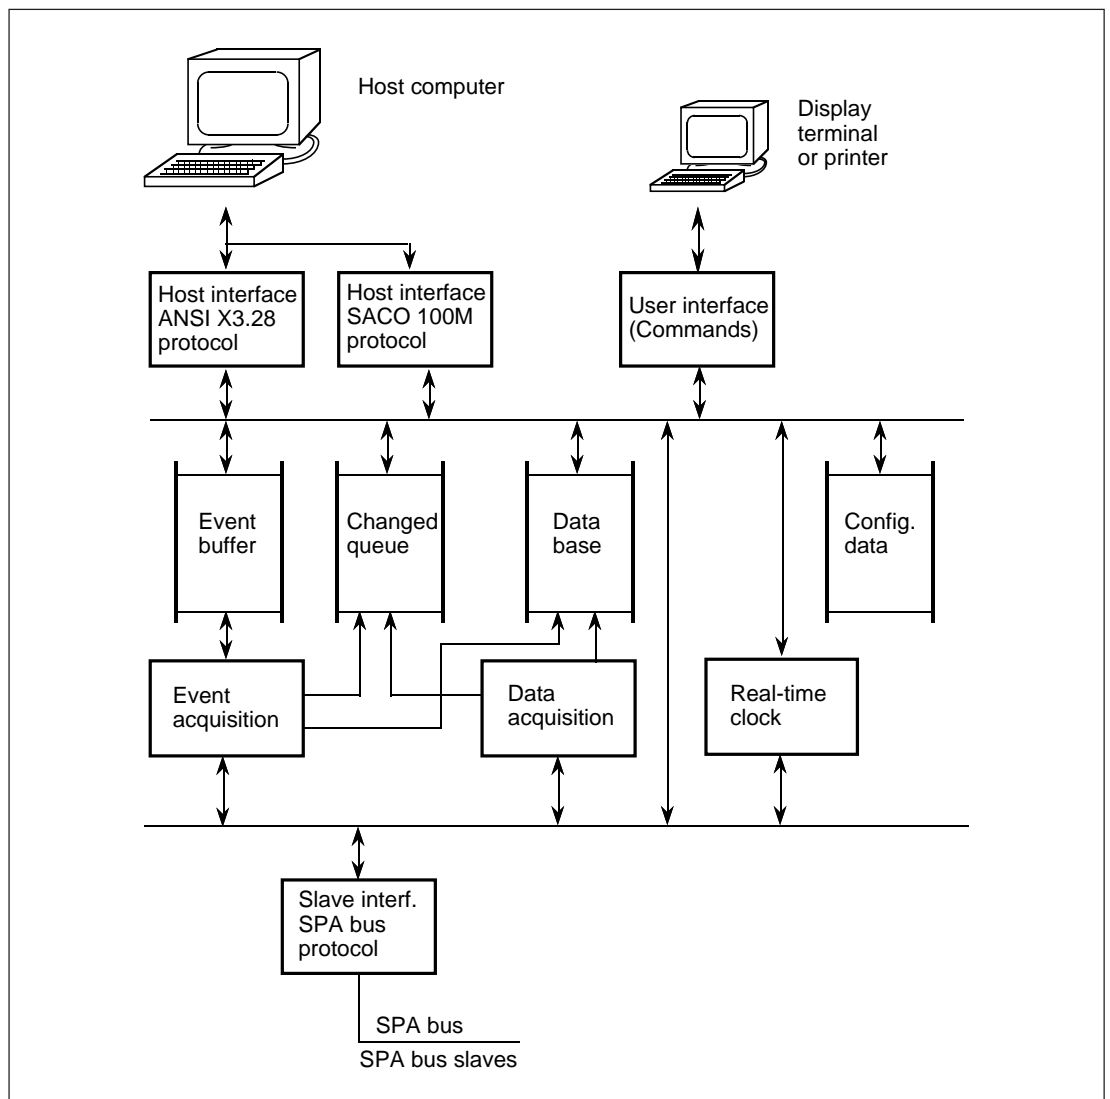 Host computer
Display
terminal
or printer
Host interface
ANSI X3.28
protocol
Host interface
SACO 100M
protocol
User interface
(Commands)
Event
buffer
Changed
queue
Data
base
Config.
data
Event
acquisition
Data
acquisition
Real-time
clock
Slave interf.
SPA bus
protocol
SPA bus
SPA bus slaves